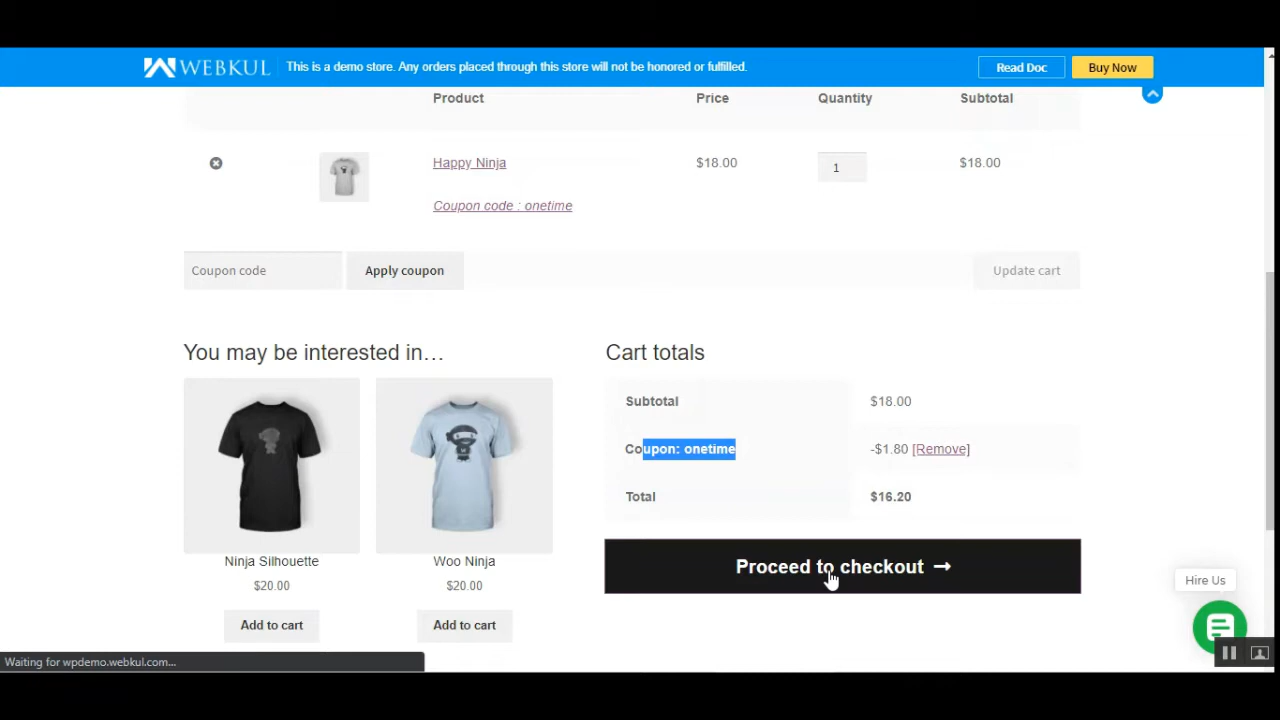 WEBKUL This is a demo store. Any orders placed through this store will not be honored or fulfilled. Read Doc Buy Now
Product Price Quantity Subtotal
Happy Ninja $18.00 1 $18.00
Coupon code : onetime
Coupon code Apply coupon Update cart
You may be interested in…
Cart totals
Subtotal $18.00
Coupon: onetime -$1.80 [Remove]
Total $16.20
Ninja Silhouette
$20.00
Add to cart
Woo Ninja
$20.00
Add to cart
Proceed to checkout →
Hire Us
Waiting for wpdemo.webkul.com...